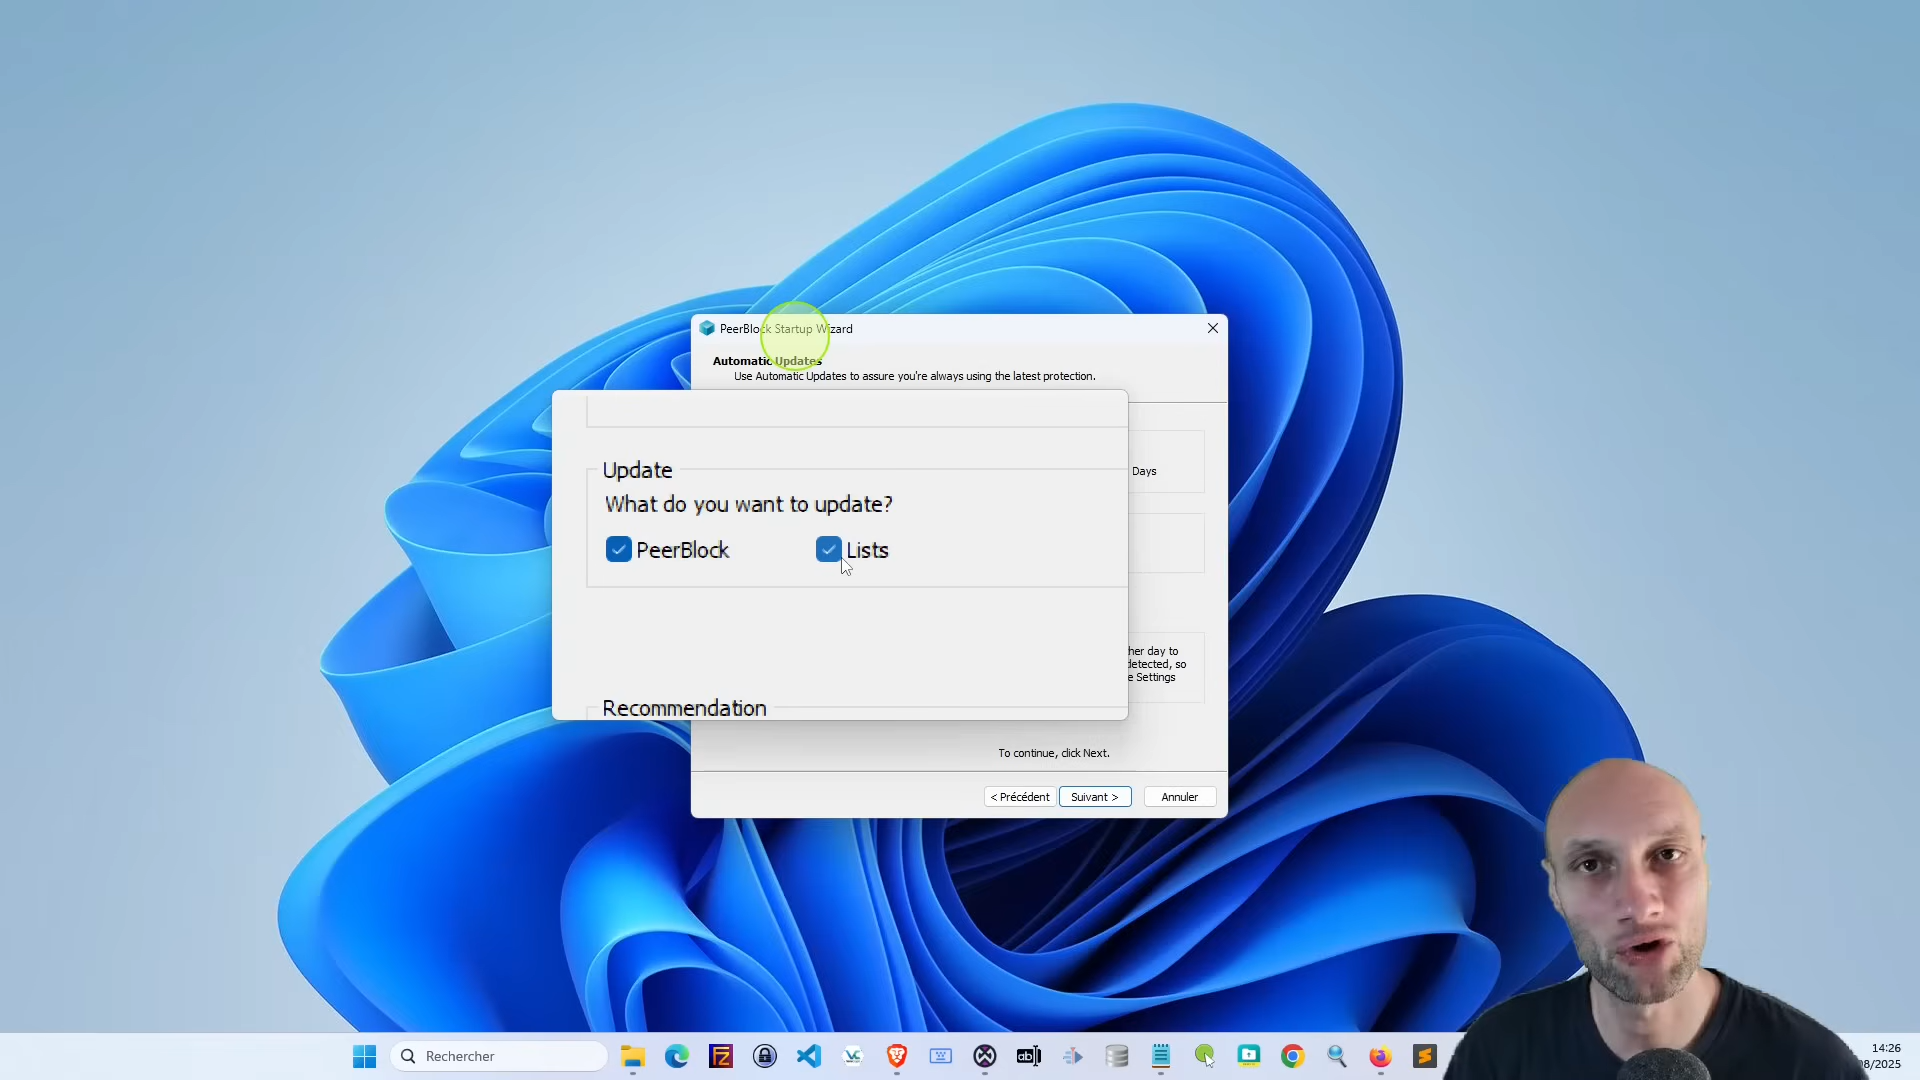 PeerBlock Startup Wizard
Automatic Updates
Use Automatic Updates to assure you're always using the latest protection.
Days
Update
What do you want to update?
PeerBlock
Lists
her day to
detected, so
e Settings
Recommendation
To continue, click Next.
< Précédent
Suivant >
Annuler
Rechercher
14:26
08/2025